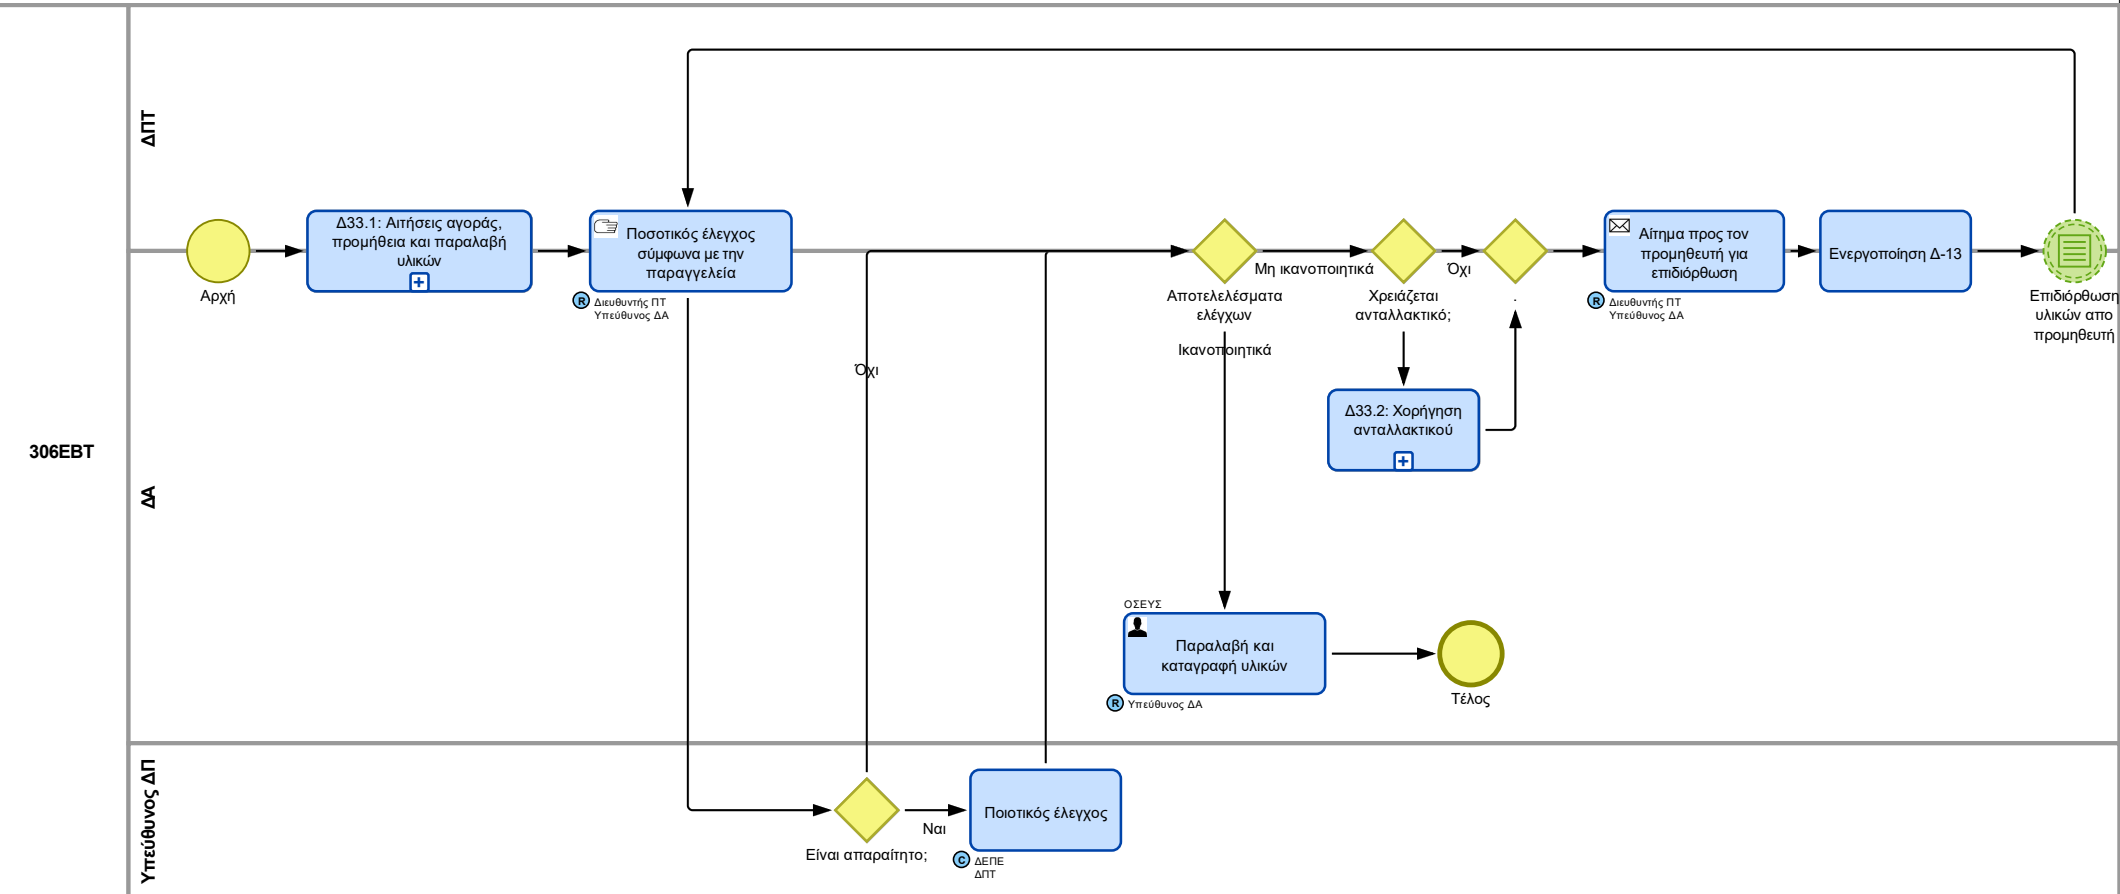 306ΕΒΤ
ΔΠΤ
ΔΑ
Υπεύθυνος ΔΠ
Αρχή
Δ33.1: Αιτήσεις αγοράς,
προμήθεια και παραλαβή
υλικών
Ποσοτικός έλεγχος
σύμφωνα με την
παραγγελεία
R Διευθυντής ΠΤ
Υπεύθυνος ΔΑ
Αποτελελέσματα
ελέγχων
Μη ικανοποιητικά
Ικανοποιητικά
Χρειάζεται
ανταλλακτικό;
Όχι
.
Αίτημα προς τον
προμηθευτή για
επιδιόρθωση
R Διευθυντής ΠΤ
Υπεύθυνος ΔΑ
Ενεργοποίηση Δ-13
Επιδιόρθωση
υλικών απο
προμηθευτή
Όχι
Δ33.2: Χορήγηση
ανταλλακτικού
ΟΣΕΥΣ
Παραλαβή και
καταγραφή υλικών
R Υπεύθυνος ΔΑ
Τέλος
Είναι απαραίτητο;
Ναι
Ποιοτικός έλεγχος
C ΔΕΠΕ
ΔΠΤ